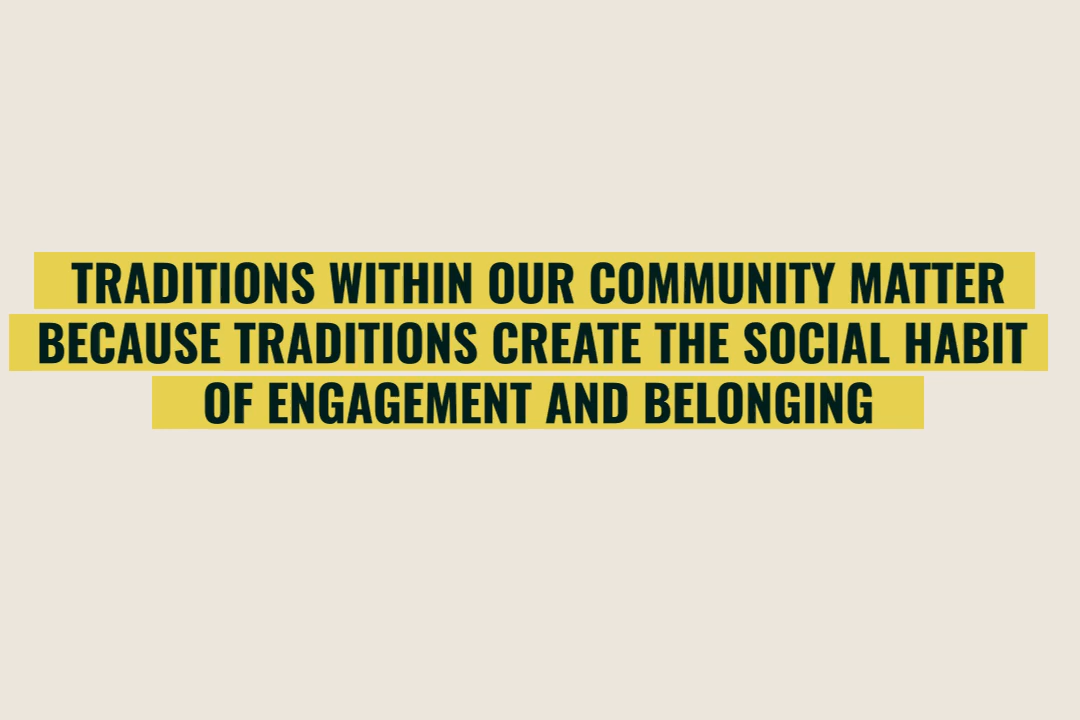 TRADITIONS WITHIN OUR COMMUNITY MATTER
BECAUSE TRADITIONS CREATE THE SOCIAL HABIT
OF ENGAGEMENT AND BELONGING